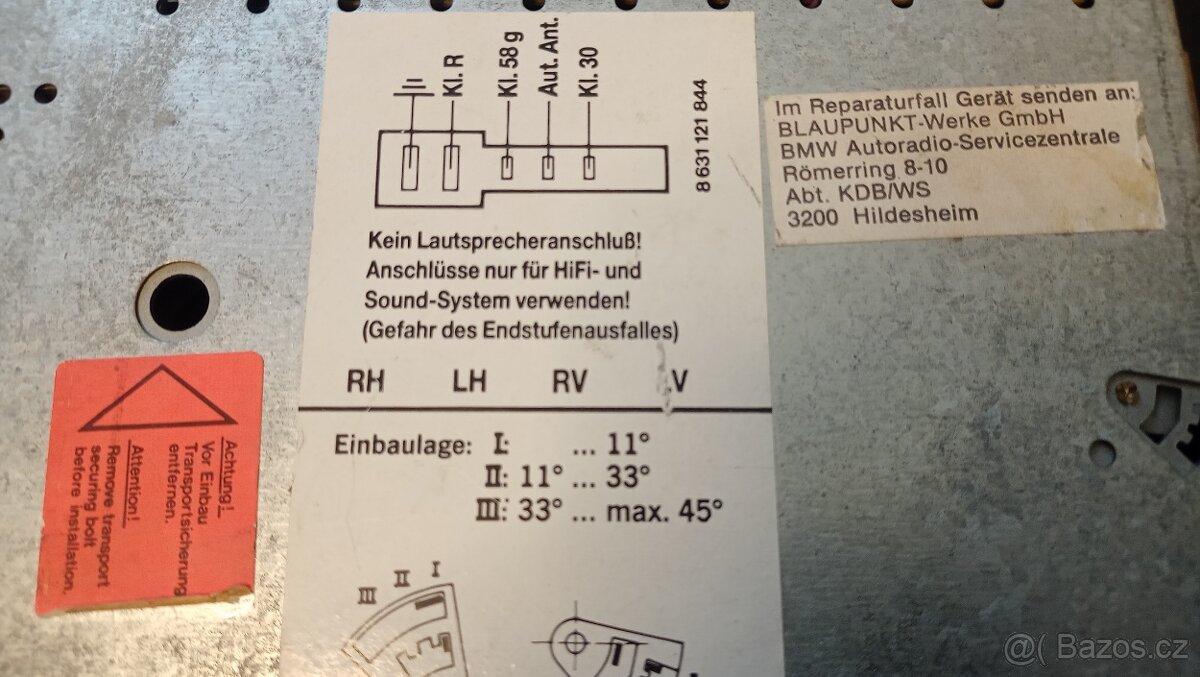 Kl. R
Kl. 58 g
Aut. Ant.
Kl. 30
8 631 121 844
Kein Lautsprecheranschluß!
Anschlüsse nur für HiFi- und
Sound-System verwenden!
(Gefahr des Endstufenausfalles)
RH LH RV V
Einbaulage: I: ... 11°
II: 11° ... 33°
III: 33° ... max. 45°
III II I
Im Reparaturfall Gerät senden an:
BLAUPUNKT-Werke GmbH
BMW Autoradio-Servicezentrale
Römerring 8-10
Abt. KDB/WS
3200 Hildesheim
Achtung!
Vor Einbau
Transportsicherung
entfernen.
Attention!
Remove transport
securing bolt
before installation.
@( Bazos.cz